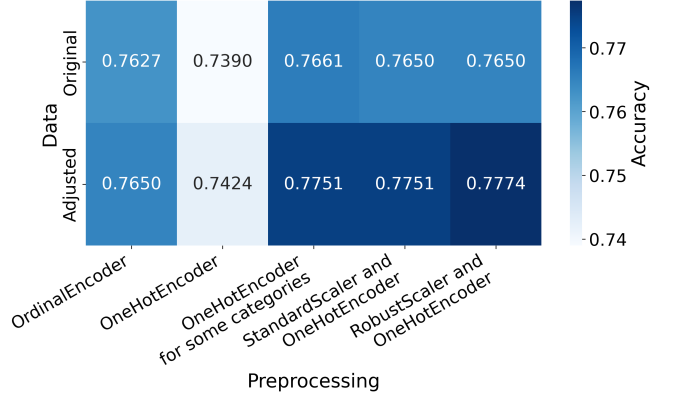 Data
Original
0.7627 0.7390 0.7661 0.7650 0.7650
Adjusted
0.7650 0.7424 0.7751 0.7751 0.7774
OrdinalEncoder
OneHotEncoder
OneHotEncoder
for some categories
StandardScaler and
OneHotEncoder
RobustScaler and
OneHotEncoder
Preprocessing
0.77
0.76
0.75
0.74
Accuracy